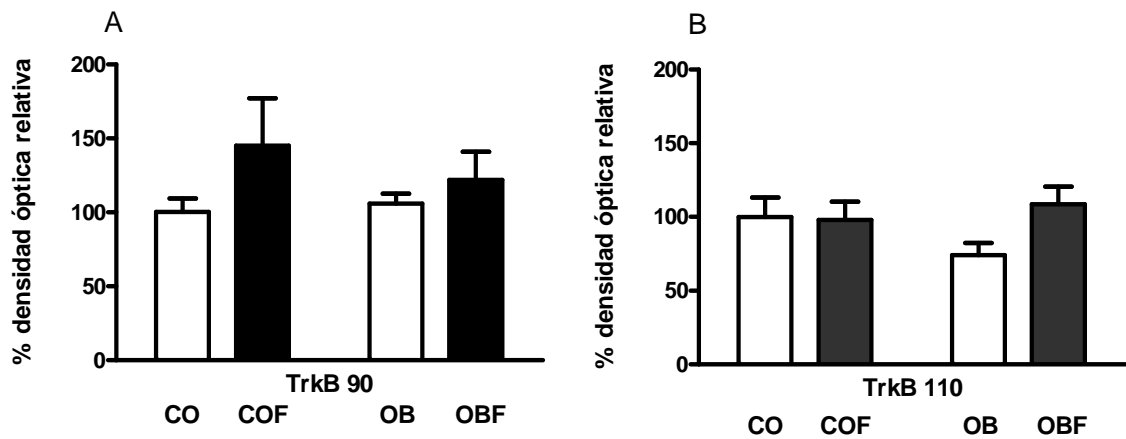 A
% densidad óptica relativa
200
150
100
50
0
TrkB 90
CO COF OB OBF
B
% densidad óptica relativa
200
150
100
50
0
TrkB 110
CO COF OB OBF